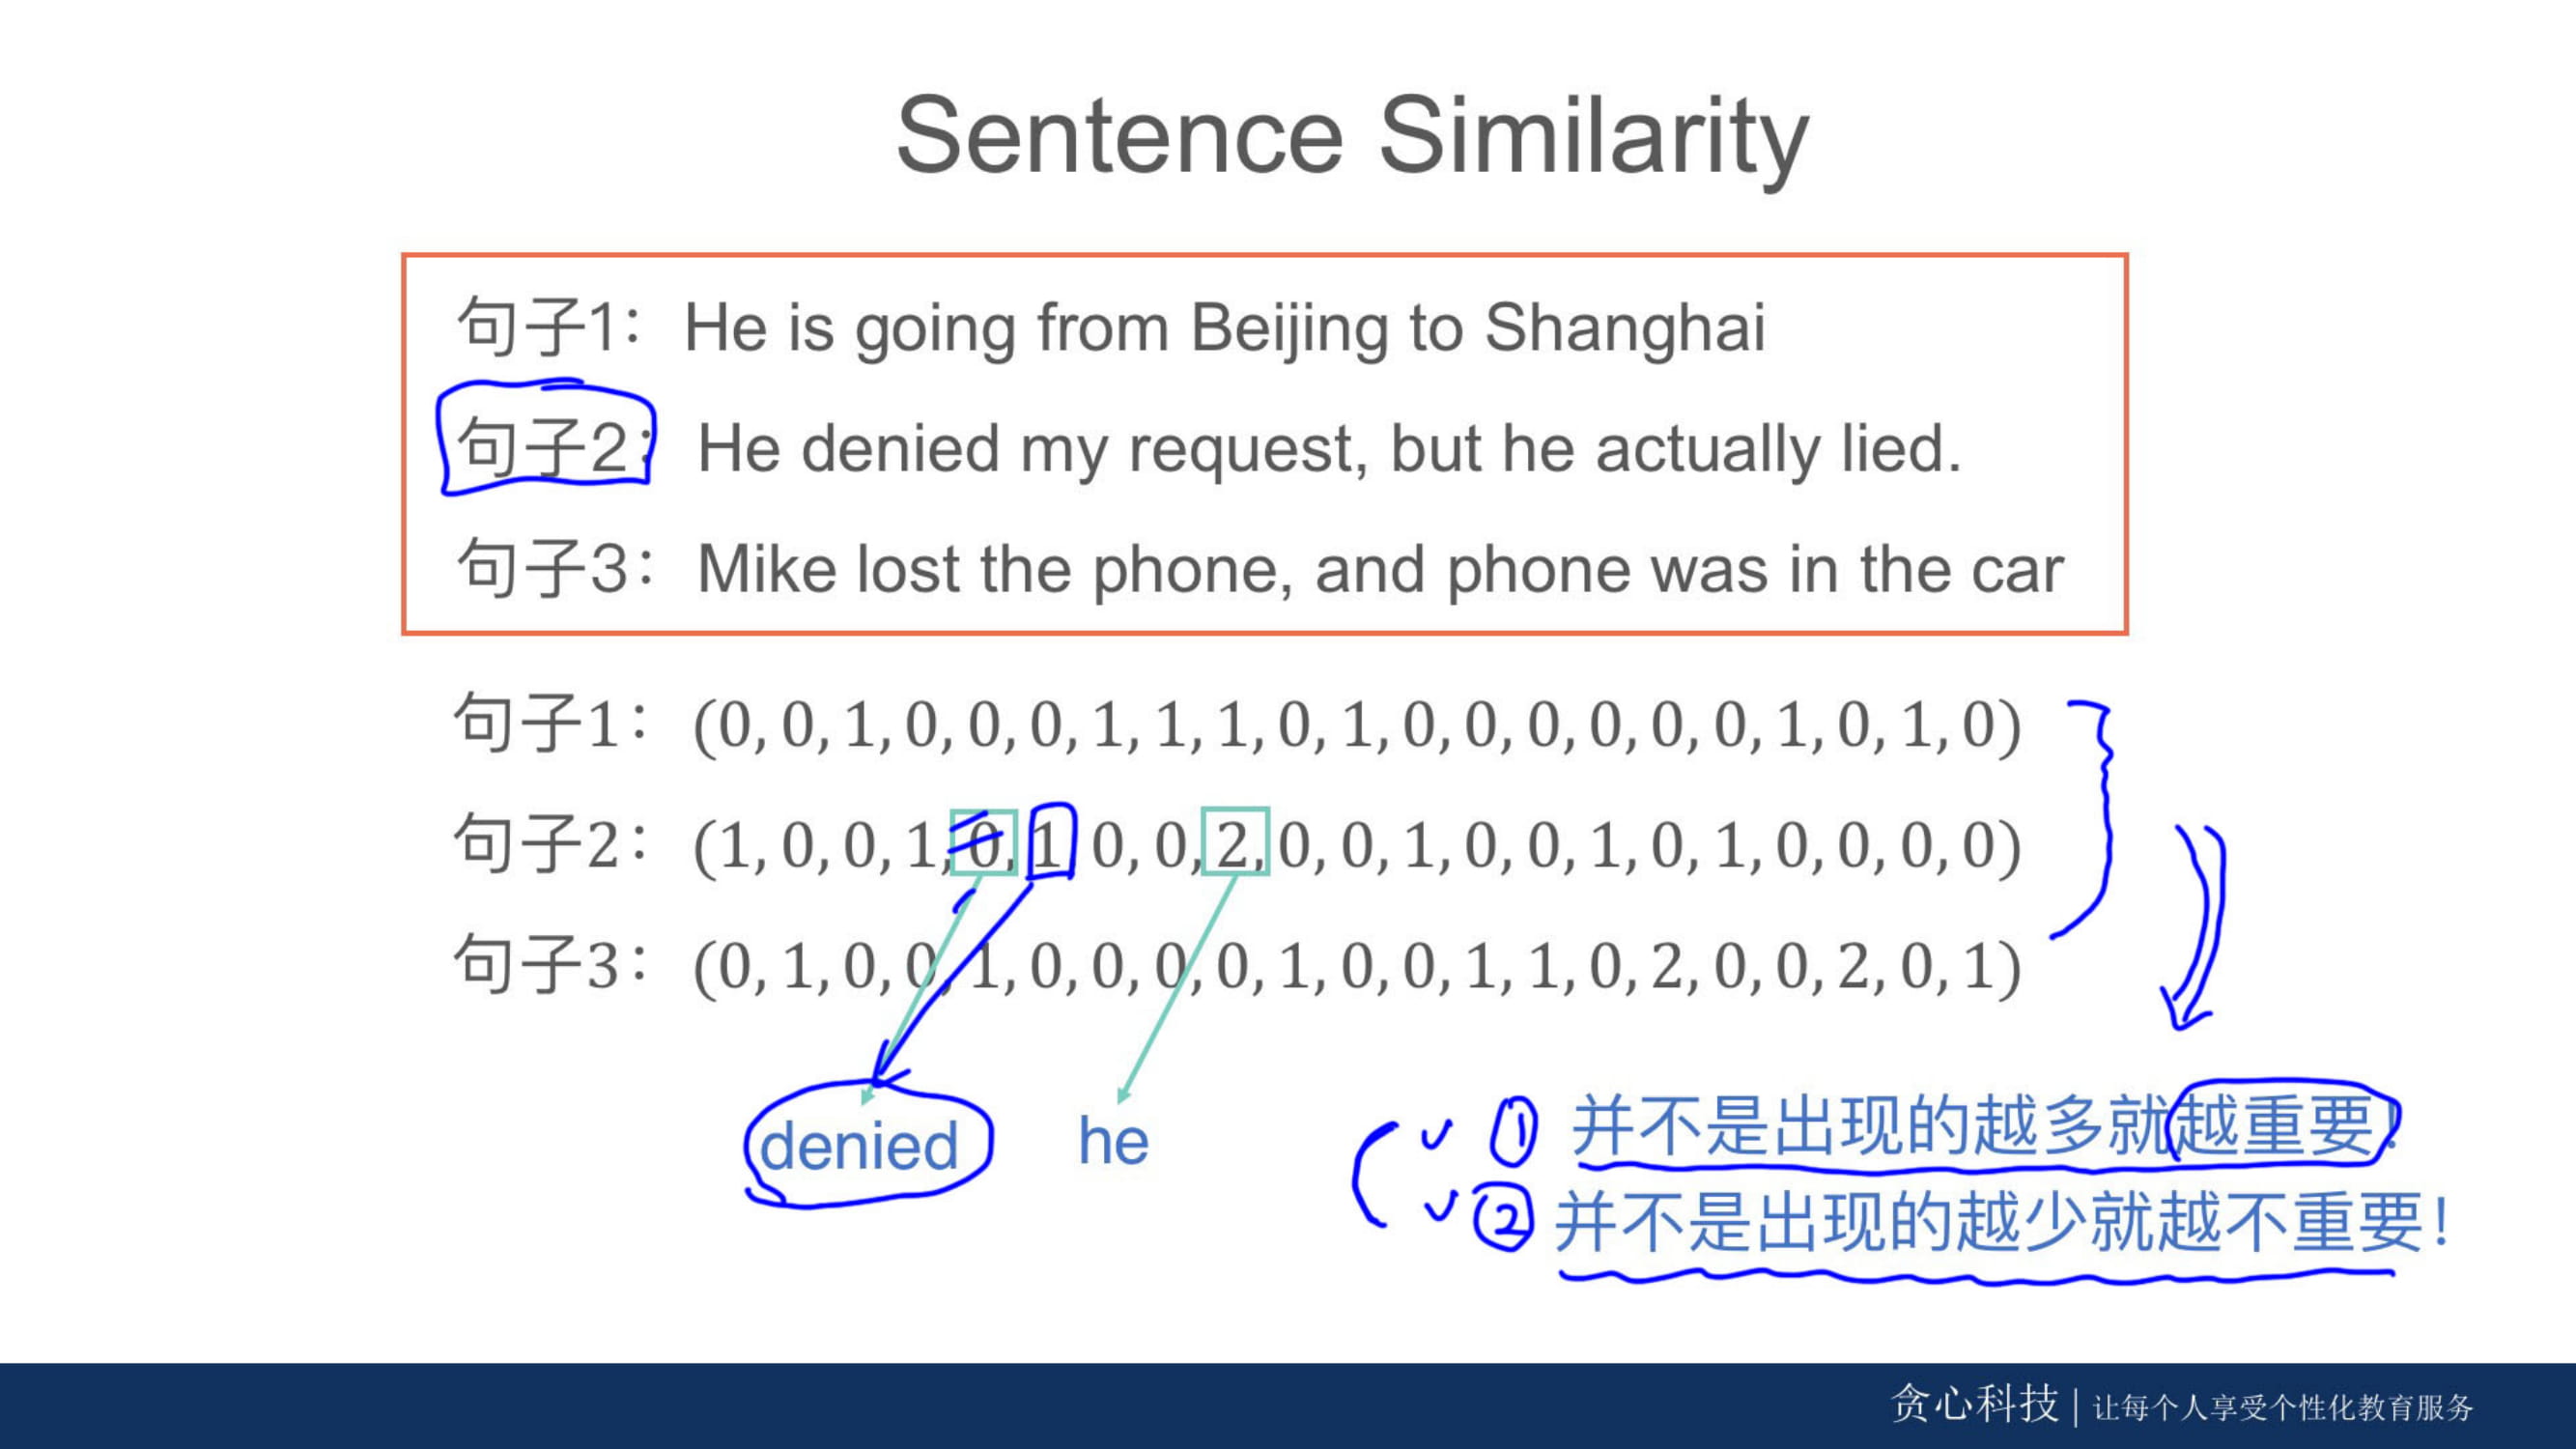 Sentence Similarity
句子1: He is going from Beijing to Shanghai
句子2: He denied my request, but he actually lied.
句子3: Mike lost the phone, and phone was in the car
句子1: (0, 0, 1, 0, 0, 0, 1, 1, 1, 0, 1, 0, 0, 0, 0, 0, 0, 1, 0, 1, 0)
句子2: (1, 0, 0, 1, 0, 1, 0, 0, 2, 0, 0, 1, 0, 0, 1, 0, 1, 0, 0, 0, 0)
句子3: (0, 1, 0, 0, 1, 0, 0, 0, 0, 1, 0, 0, 1, 1, 0, 2, 0, 0, 2, 0, 1)
denied he
① 并不是出现的越多就越重要!
② 并不是出现的越少就越不重要!
贪心科技 | 让每个人享受个性化教育服务